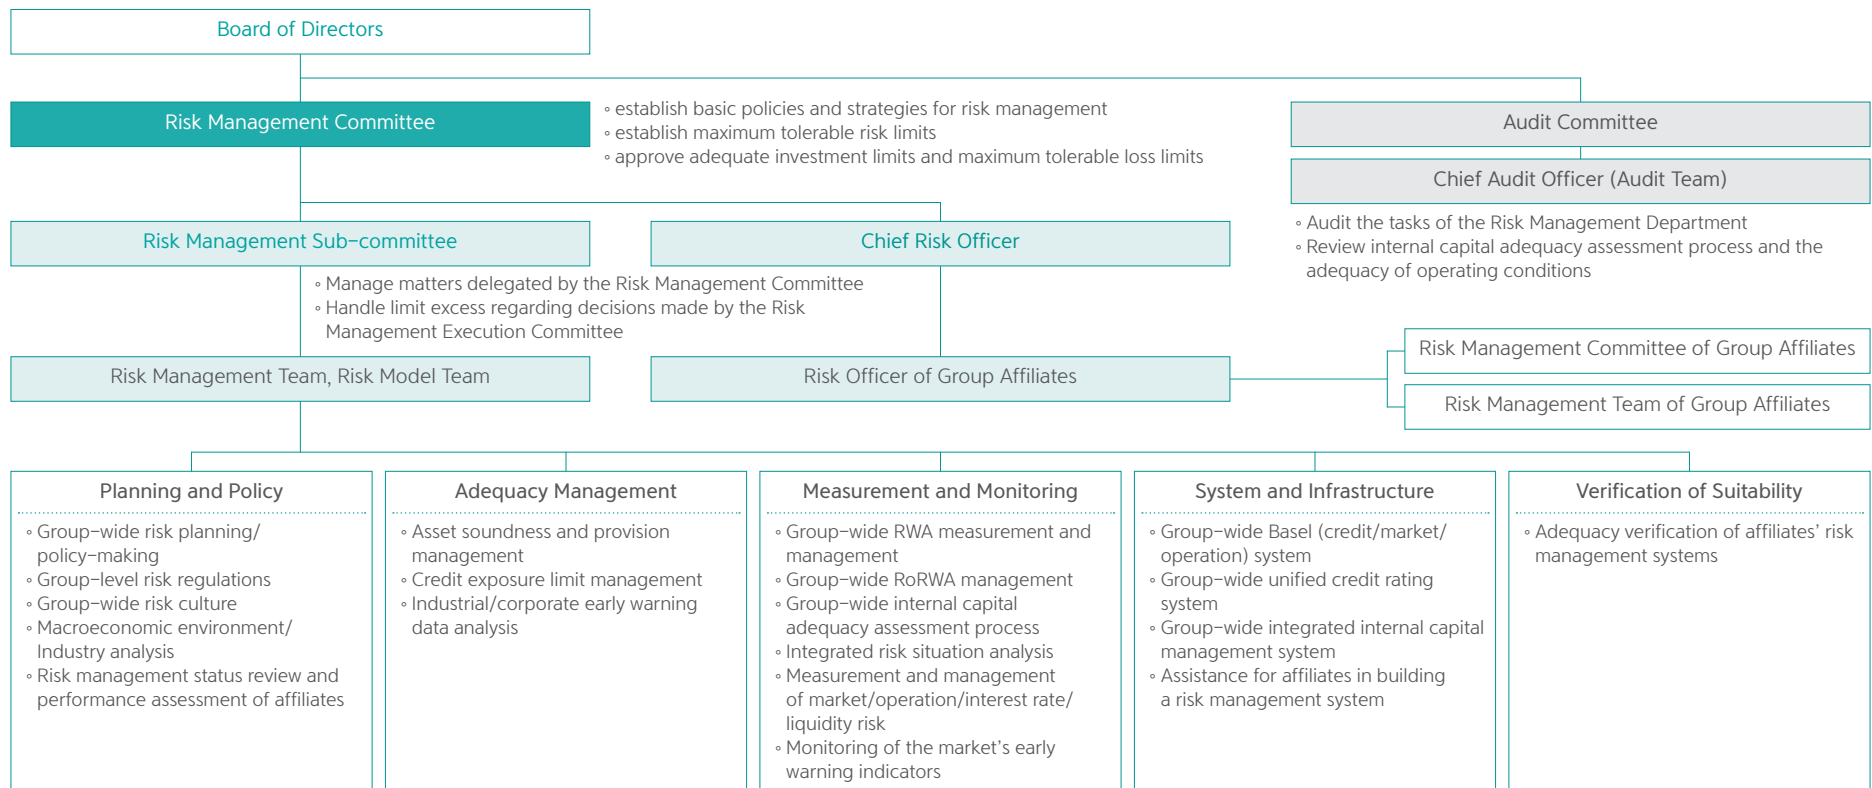 Board of Directors
Risk Management Committee
◦ establish basic policies and strategies for risk management
◦ establish maximum tolerable risk limits
◦ approve adequate investment limits and maximum tolerable loss limits
Audit Committee
Chief Audit Officer (Audit Team)
◦ Audit the tasks of the Risk Management Department
◦ Review internal capital adequacy assessment process and the
adequacy of operating conditions
Risk Management Sub-committee
Chief Risk Officer
◦ Manage matters delegated by the Risk Management Committee
◦ Handle limit excess regarding decisions made by the Risk
Management Execution Committee
Risk Management Team, Risk Model Team
Risk Officer of Group Affiliates
Risk Management Committee of Group Affiliates
Risk Management Team of Group Affiliates
Planning and Policy
◦ Group-wide risk planning/
policy-making
◦ Group-level risk regulations
◦ Group-wide risk culture
◦ Macroeconomic environment/
Industry analysis
◦ Risk management status review and
performance assessment of affiliates
Adequacy Management
◦ Asset soundness and provision
management
◦ Credit exposure limit management
◦ Industrial/corporate early warning
data analysis
Measurement and Monitoring
◦ Group-wide RWA measurement and
management
◦ Group-wide RoRWA management
◦ Group-wide internal capital
adequacy assessment process
◦ Integrated risk situation analysis
◦ Measurement and management
of market/operation/interest rate/
liquidity risk
◦ Monitoring of the market's early
warning indicators
System and Infrastructure
◦ Group-wide Basel (credit/market/
operation) system
◦ Group-wide unified credit rating
system
◦ Group-wide integrated internal capital
management system
◦ Assistance for affiliates in building
a risk management system
Verification of Suitability
◦ Adequacy verification of affiliates' risk
management systems